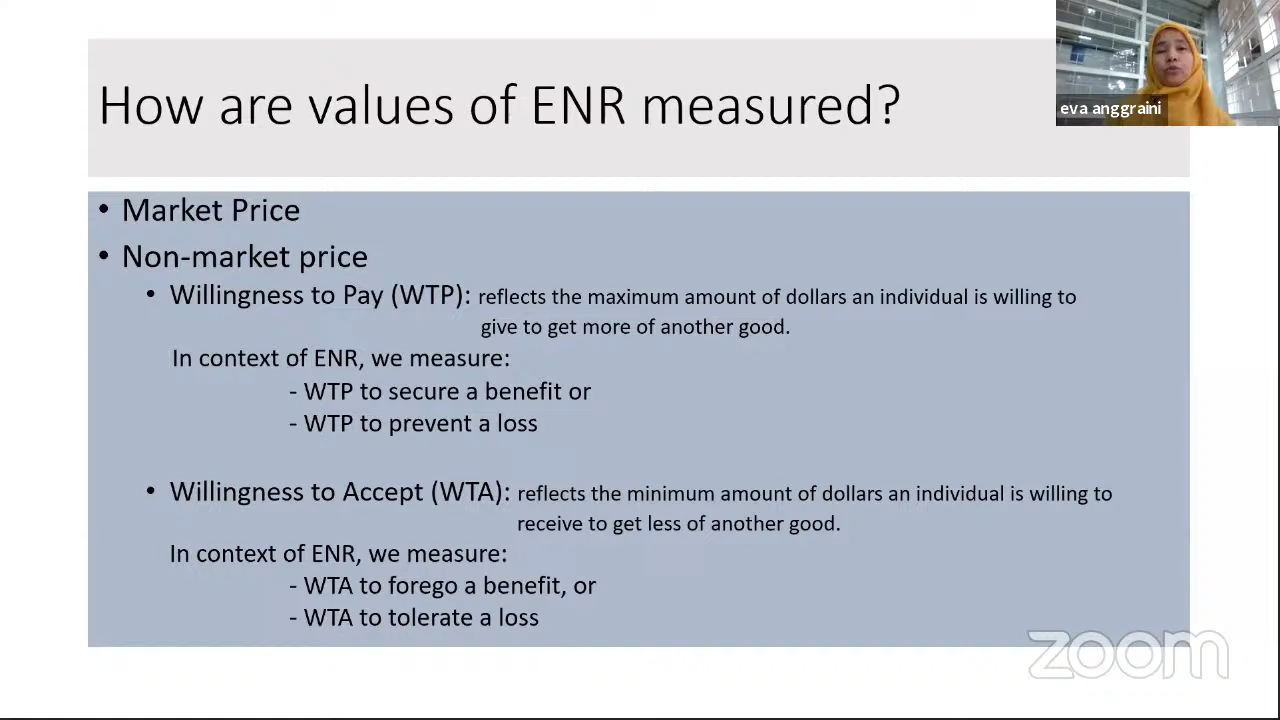 How are values of ENR measured?
eva anggraini
• Market Price
• Non-market price
• Willingness to Pay (WTP): reflects the maximum amount of dollars an individual is willing to
give to get more of another good.
In context of ENR, we measure:
- WTP to secure a benefit or
- WTP to prevent a loss
• Willingness to Accept (WTA): reflects the minimum amount of dollars an individual is willing to
receive to get less of another good.
In context of ENR, we measure:
- WTA to forego a benefit, or
- WTA to tolerate a loss
zoom